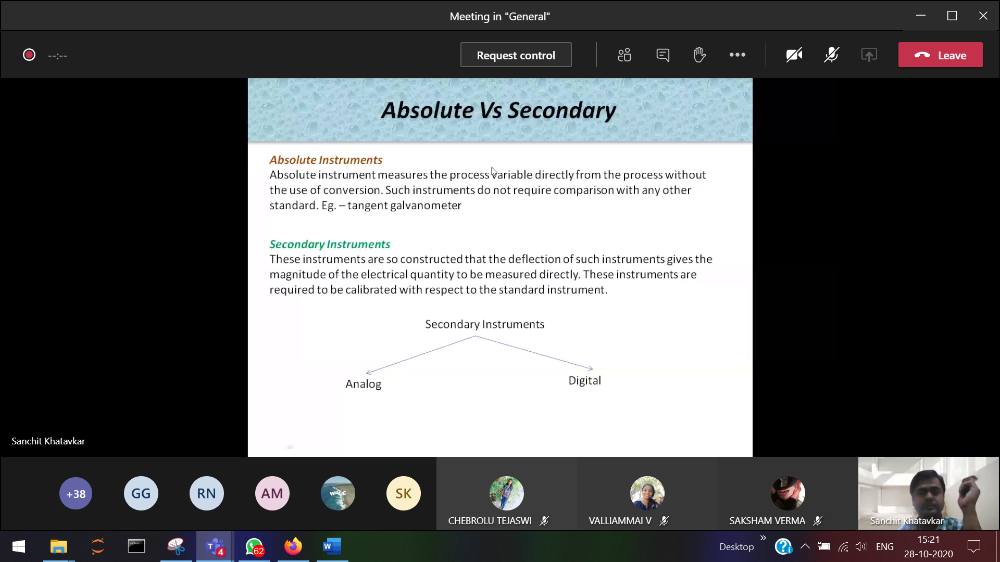 Meeting in "General"
--:--
Request control
Leave
Absolute Vs Secondary
Absolute Instruments
Absolute instrument measures the process variable directly from the process without
the use of conversion. Such instruments do not require comparison with any other
standard. Eg. – tangent galvanometer
Secondary Instruments
These instruments are so constructed that the deflection of such instruments gives the
magnitude of the electrical quantity to be measured directly. These instruments are
required to be calibrated with respect to the standard instrument.
Secondary Instruments
Analog
Digital
Sanchit Khatavkar
+38
GG
RN
AM
WAVE
SK
CHEBROLU TEJASWI
VALLIAMMAI V
SAKSHAM VERMA
Sanchit Khatavkar
T
4
62
W
Desktop
ENG
15:21
28-10-2020